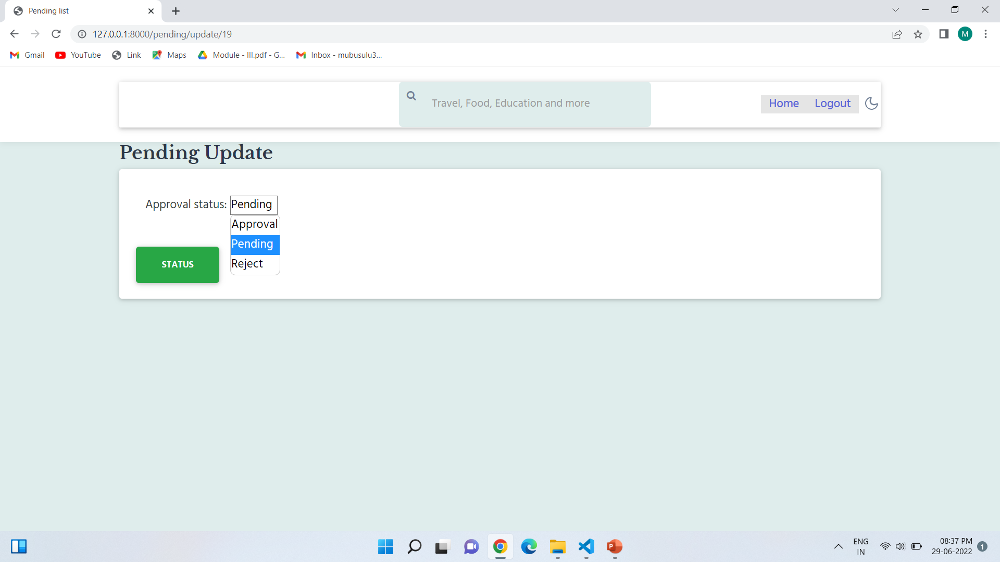 Pending list
127.0.0.1:8000/pending/update/19
M
Gmail
YouTube
Link
Maps
Module - III.pdf - G...
Inbox - mubusulu3...
Travel, Food, Education and more
Home
Logout
Pending Update
Approval status: Pending
Approval
Pending
Reject
STATUS
P
ENG
IN
08:37 PM
29-06-2022
1